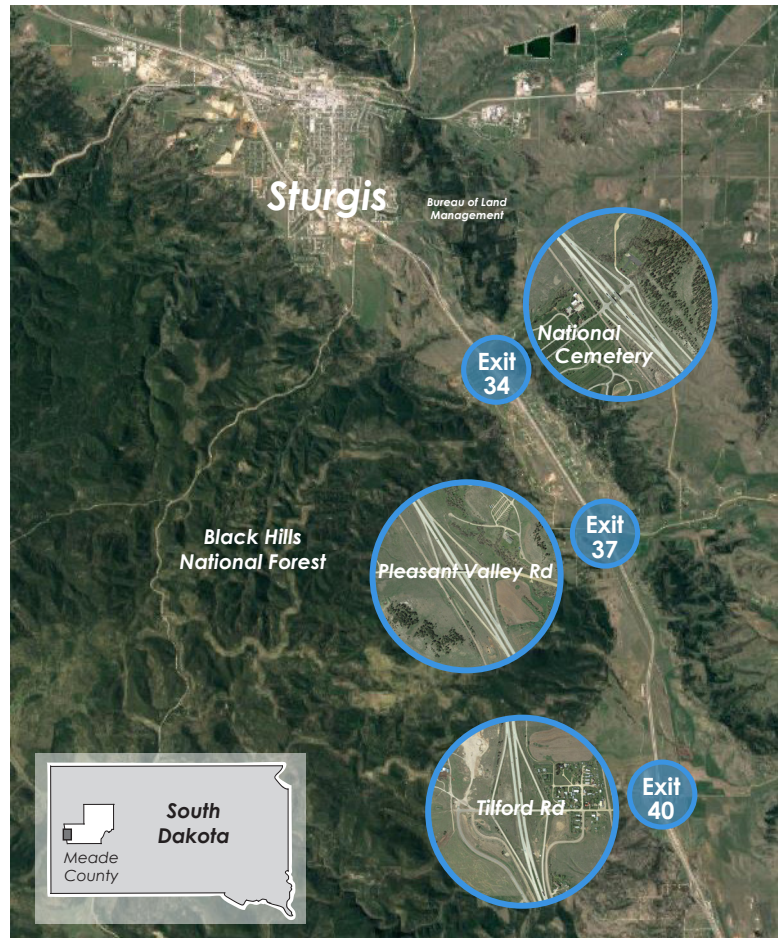 Sturgis
Bureau of Land
Management
National
Cemetery
Exit
34
Exit
37
Black Hills
National Forest
Pleasant Valley Rd
Tilford Rd
Exit
40
South
Dakota
Meade
County